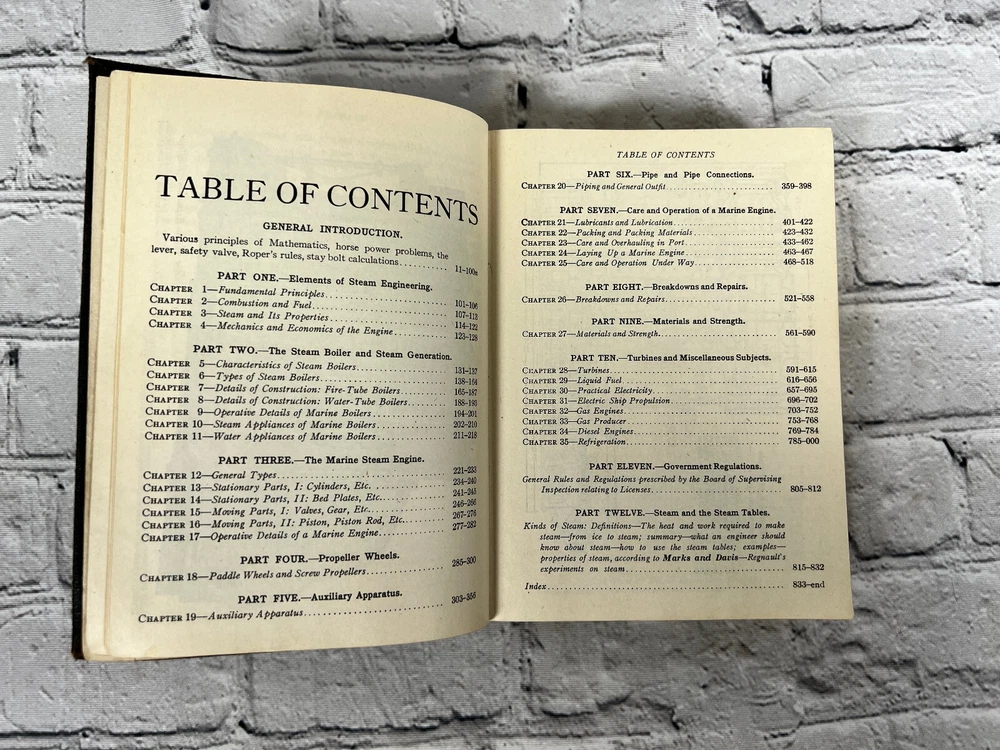 TABLE OF CONTENTS
GENERAL INTRODUCTION.
Various principles of Mathematics, horse power problems, the
lever, safety valve, Roper's rules, stay bolt calculations......... 11-100n
PART ONE.—Elements of Steam Engineering.
CHAPTER 1—Fundamental Principles.......... 101-106
CHAPTER 2—Combustion and Fuel.......... 107-113
CHAPTER 3—Steam and Its Properties.......... 114-122
CHAPTER 4—Mechanics and Economics of the Engine.......... 123-128
PART TWO.—The Steam Boiler and Steam Generation.
CHAPTER 5—Characteristics of Steam Boilers.......... 131-137
CHAPTER 6—Types of Steam Boilers.......... 138-164
CHAPTER 7—Details of Construction: Fire-Tube Boilers.......... 165-187
CHAPTER 8—Details of Construction: Water-Tube Boilers.......... 188-193
CHAPTER 9—Operative Details of Marine Boilers.......... 194-201
CHAPTER 10—Steam Appliances of Marine Boilers.......... 202-210
CHAPTER 11—Water Appliances of Marine Boilers.......... 211-218
PART THREE.—The Marine Steam Engine.
CHAPTER 12—General Types.......... 221-233
CHAPTER 13—Stationary Parts, I: Cylinders, Etc. .......... 234-240
CHAPTER 14—Stationary Parts, II: Bed Plates, Etc.......... 241-245
CHAPTER 15—Moving Parts, I: Valves, Gear, Etc.......... 246-266
CHAPTER 16—Moving Parts, II: Piston, Piston Rod, Etc.......... 267-276
CHAPTER 17—Operative Details of a Marine Engine.......... 277-282
PART FOUR.—Propeller Wheels.
CHAPTER 18—Paddle Wheels and Screw Propellers.......... 285-300
PART FIVE.—Auxiliary Apparatus.
CHAPTER 19—Auxiliary Apparatus.......... 303-356
TABLE OF CONTENTS
PART SIX.—Pipe and Pipe Connections.
CHAPTER 20—Piping and General Outfit.......... 359-398
PART SEVEN.—Care and Operation of a Marine Engine.
CHAPTER 21—Lubricants and Lubrication.......... 401-422
CHAPTER 22—Packing and Packing Materials.......... 423-432
CHAPTER 23—Care and Overhauling in Port.......... 433-462
CHAPTER 24—Laying Up a Marine Engine.......... 463-467
CHAPTER 25—Care and Operation Under Way.......... 468-518
PART EIGHT.—Breakdowns and Repairs.
CHAPTER 26—Breakdowns and Repairs.......... 521-558
PART NINE.—Materials and Strength.
CHAPTER 27—Materials and Strength.......... 561-590
PART TEN.—Turbines and Miscellaneous Subjects.
CHAPTER 28—Turbines.......... 591-615
CHAPTER 29—Liquid Fuel.......... 616-656
CHAPTER 30—Practical Electricity.......... 657-695
CHAPTER 31—Electric Ship Propulsion.......... 696-702
CHAPTER 32—Gas Engines.......... 703-752
CHAPTER 33—Gas Producer.......... 753-768
CHAPTER 34—Diesel Engines.......... 769-784
CHAPTER 35—Refrigeration.......... 785-000
PART ELEVEN.—Government Regulations.
General Rules and Regulations prescribed by the Board of Supervising
Inspection relating to Licenses.......... 805-812
PART TWELVE.—Steam and the Steam Tables.
Kinds of Steam: Definitions—The heat and work required to make
steam—from ice to steam; summary—what an engineer should
know about steam—how to use the steam tables; examples—
properties of steam, according to Marks and Davis—Regnault's
experiments on steam.......... 815-832
Index.......... 833-end